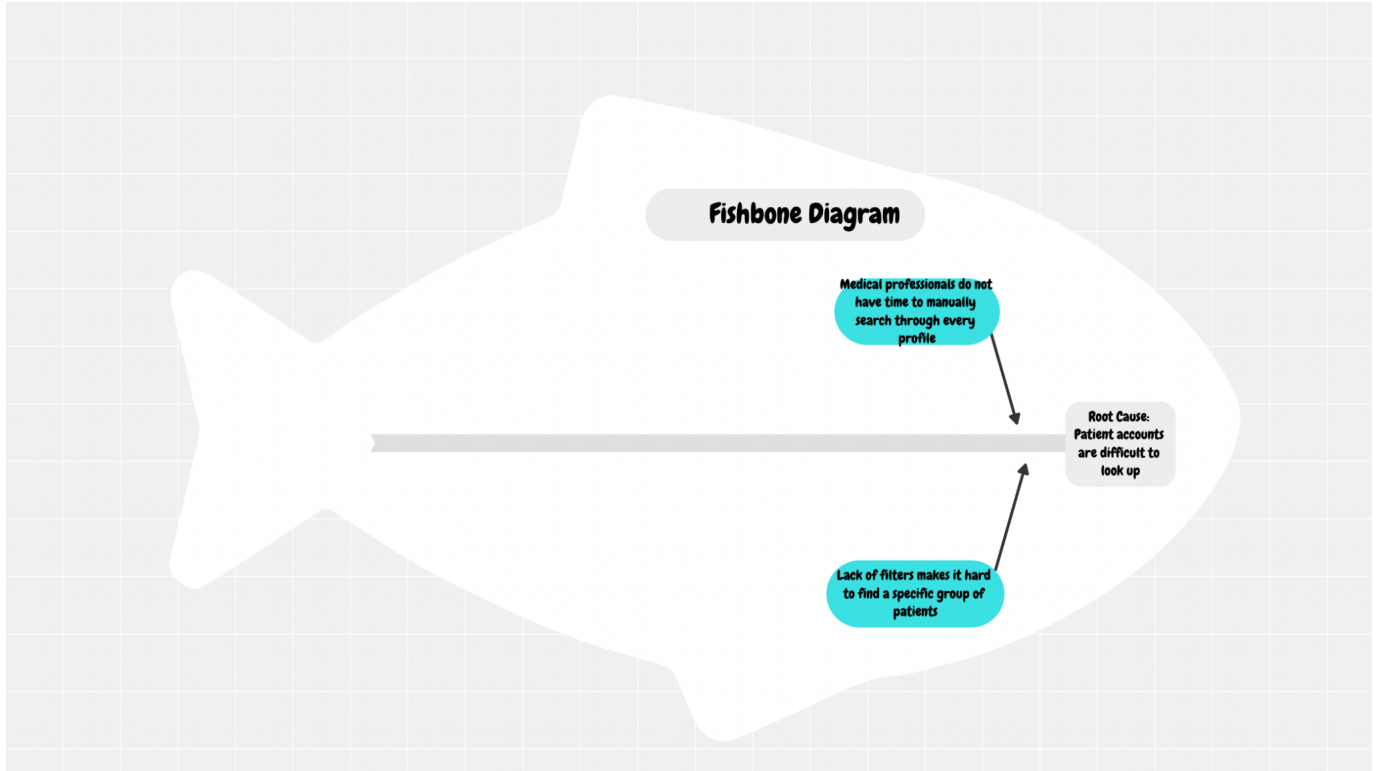 Fishbone Diagram
Medical professionals do not
have time to manually
search through every
profile
Root Cause:
Patient accounts
are difficult to
look up
Lack of filters makes it hard
to find a specific group of
patients